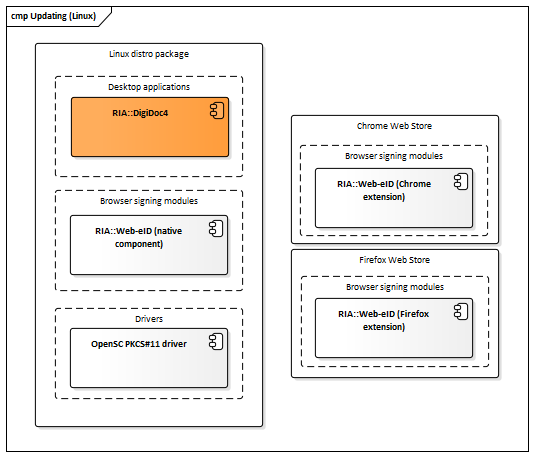 cmp Updating (Linux)
Linux distro package
Desktop applications
RIA::DigiDoc4
Browser signing modules
RIA::Web-eID (native
component)
Drivers
OpenSC PKCS#11 driver
Chrome Web Store
Browser signing modules
RIA::Web-eID (Chrome
extension)
Firefox Web Store
Browser signing modules
RIA::Web-eID (Firefox
extension)